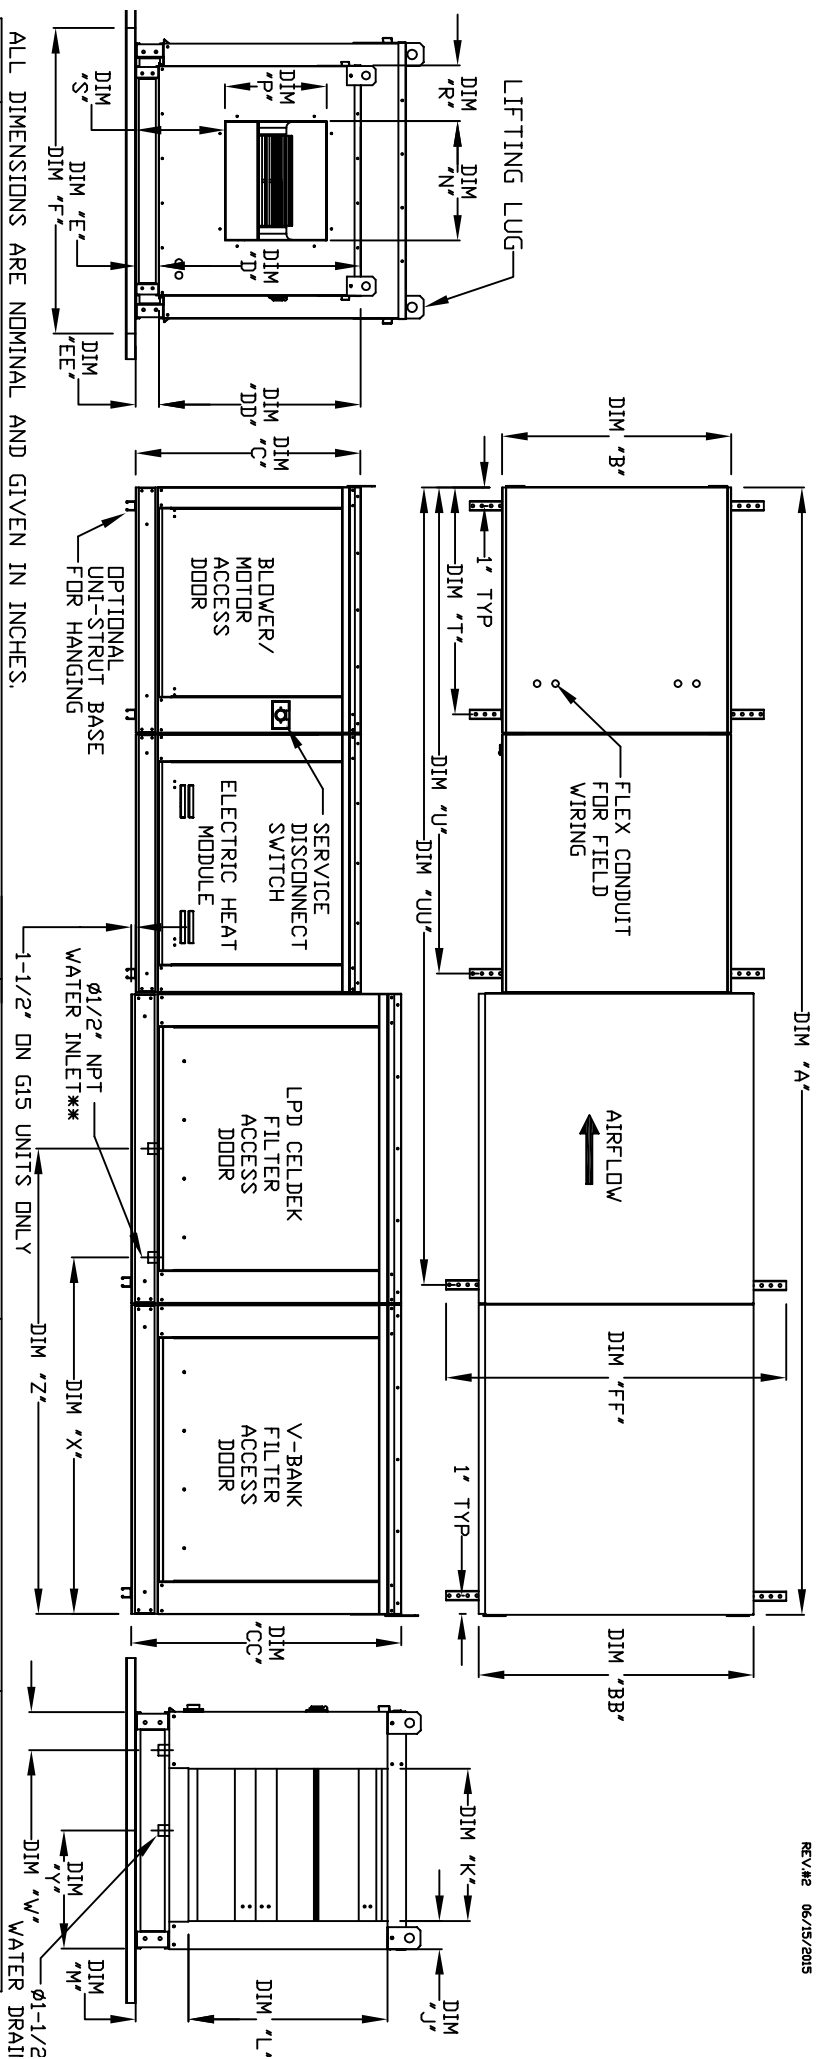 REV.#2 06/15/2015
DIM "A"
DIM "B"
1" TYP
DIM "T"
FLEX CONDUIT
FOR FIELD
WIRING
DIM "U"
DIM "UU"
AIRFLOW
DIM "FF"
1" TYP
DIM "BB"
LIFTING LUG
DIM
"R"
DIM
"N"
DIM
"P"
DIM
"S"
DIM
"D"
DIM "E"
DIM "F"
DIM
"EE"
DIM
"DD"
DIM
"C"
BLOWER/
MOTOR
ACCESS
DOOR
OPTIONAL
UNI-STRUT BASE
FOR HANGING
SERVICE
DISCONNECT
SWITCH
ELECTRIC HEAT
MODULE
LPD CELDEK
FILTER
ACCESS
DOOR
V-BANK
FILTER
ACCESS
DOOR
Ø1/2" NPT
WATER INLET**
1-1/2" ON G15 UNITS ONLY
DIM "Z"
DIM "X"
DIM
"CC"
DIM "K"
DIM
"J"
DIM "L"
DIM
"M"
DIM
"Y"
DIM "W"
Ø1-1/2
WATER DRAI
ALL DIMENSIONS ARE NOMINAL AND GIVEN IN INCHES.